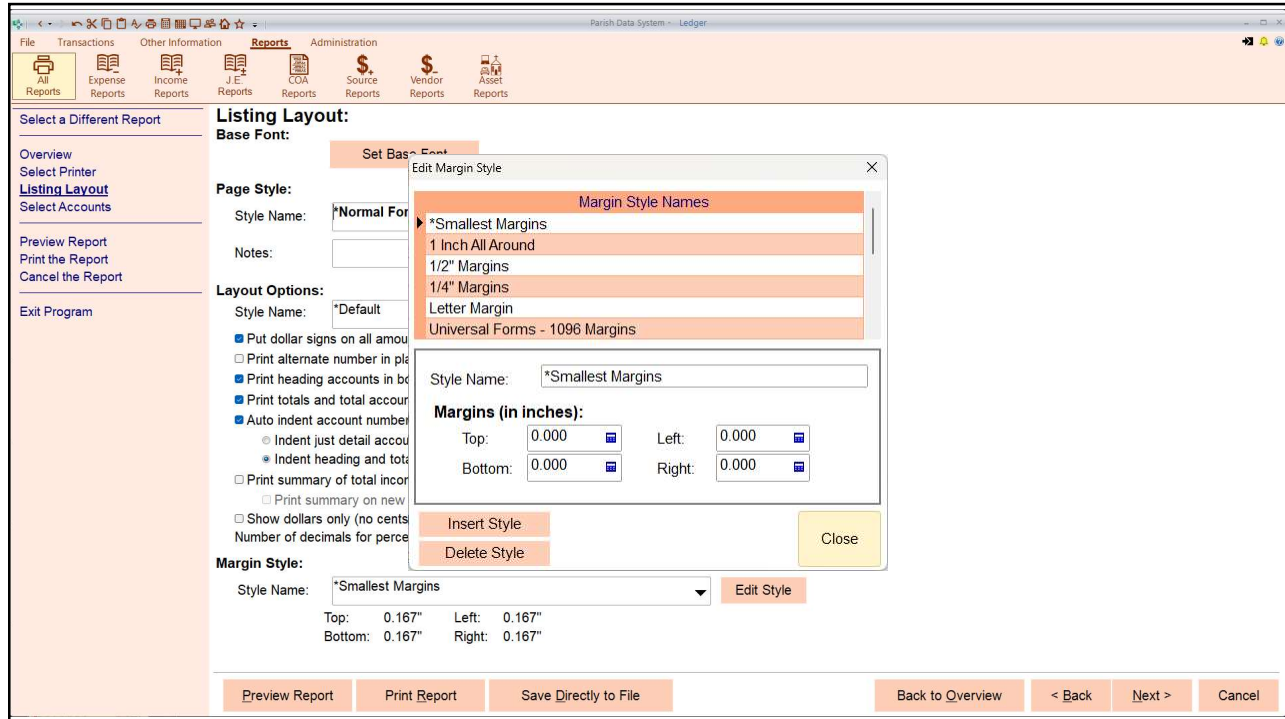 Parish Data System - Ledger
File Transactions Other Information Reports Administration
All Reports
Expense Reports
Income Reports
J.E. Reports
COA Reports
Source Reports
Vendor Reports
Asset Reports
Select a Different Report
Overview
Select Printer
Listing Layout
Select Accounts
Preview Report
Print the Report
Cancel the Report
Exit Program
Listing Layout:
Base Font:
Set Base Font
Page Style:
Style Name: *Normal For
Notes:
Layout Options:
Style Name: *Default
Put dollar signs on all amou
Print alternate number in pla
Print heading accounts in bo
Print totals and total accour
Auto indent account number
Indent just detail accou
Indent heading and tota
Print summary of total incor
Print summary on new
Show dollars only (no cents
Number of decimals for perce
Margin Style:
Style Name: *Smallest Margins Edit Style
Top: 0.167" Left: 0.167"
Bottom: 0.167" Right: 0.167"
Edit Margin Style
Margin Style Names
*Smallest Margins
1 Inch All Around
1/2" Margins
1/4" Margins
Letter Margin
Universal Forms - 1096 Margins
Style Name: *Smallest Margins
Margins (in inches):
Top: 0.000 Left: 0.000
Bottom: 0.000 Right: 0.000
Insert Style
Delete Style
Close
Preview Report Print Report Save Directly to File Back to Overview < Back Next > Cancel